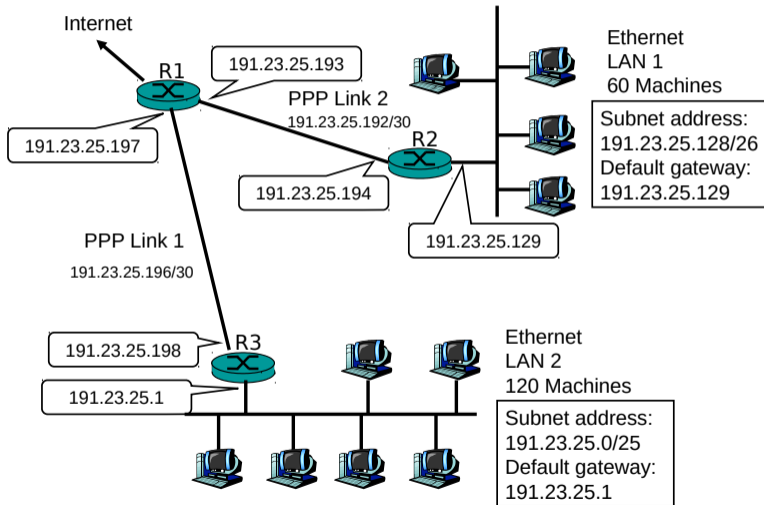 Internet
R1
191.23.25.193
PPP Link 2
191.23.25.192/30
191.23.25.197
R2
191.23.25.194
191.23.25.129
Ethernet
LAN 1
60 Machines
Subnet address:
191.23.25.128/26
Default gateway:
191.23.25.129
PPP Link 1
191.23.25.196/30
191.23.25.198
R3
191.23.25.1
Ethernet
LAN 2
120 Machines
Subnet address:
191.23.25.0/25
Default gateway:
191.23.25.1